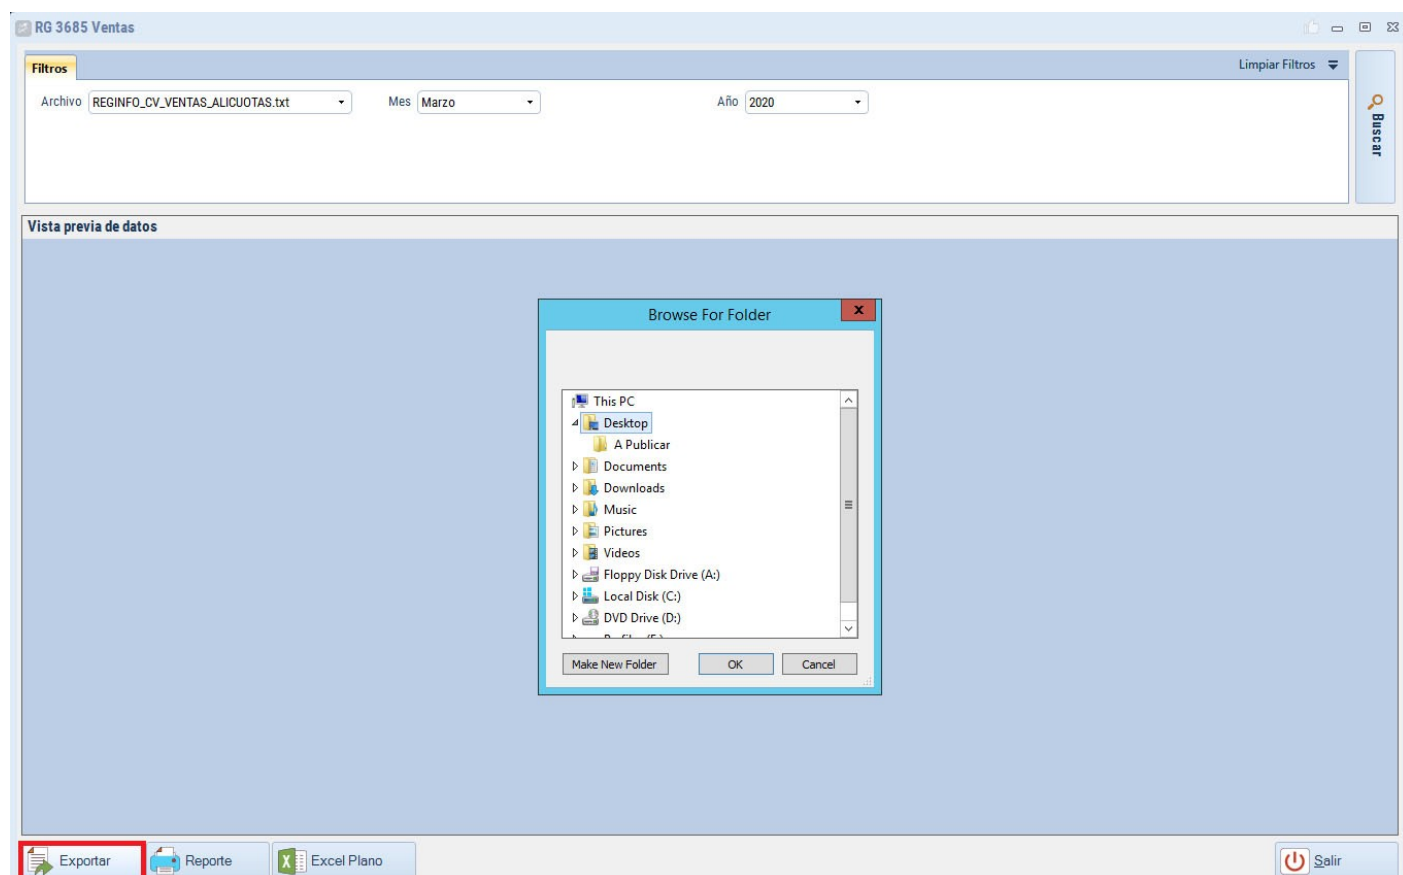 RG 3685 Ventas
Filtros
Limpiar Filtros
Archivo REGINFO_CV_VENTAS_ALICUOTAS.txt Mes Marzo Año 2020
Buscar
Vista previa de datos
Browse For Folder
This PC
Desktop
A Publicar
Documents
Downloads
Music
Pictures
Videos
Floppy Disk Drive (A:)
Local Disk (C:)
DVD Drive (D:)
Make New Folder OK Cancel
Exportar Reporte Excel Plano Salir